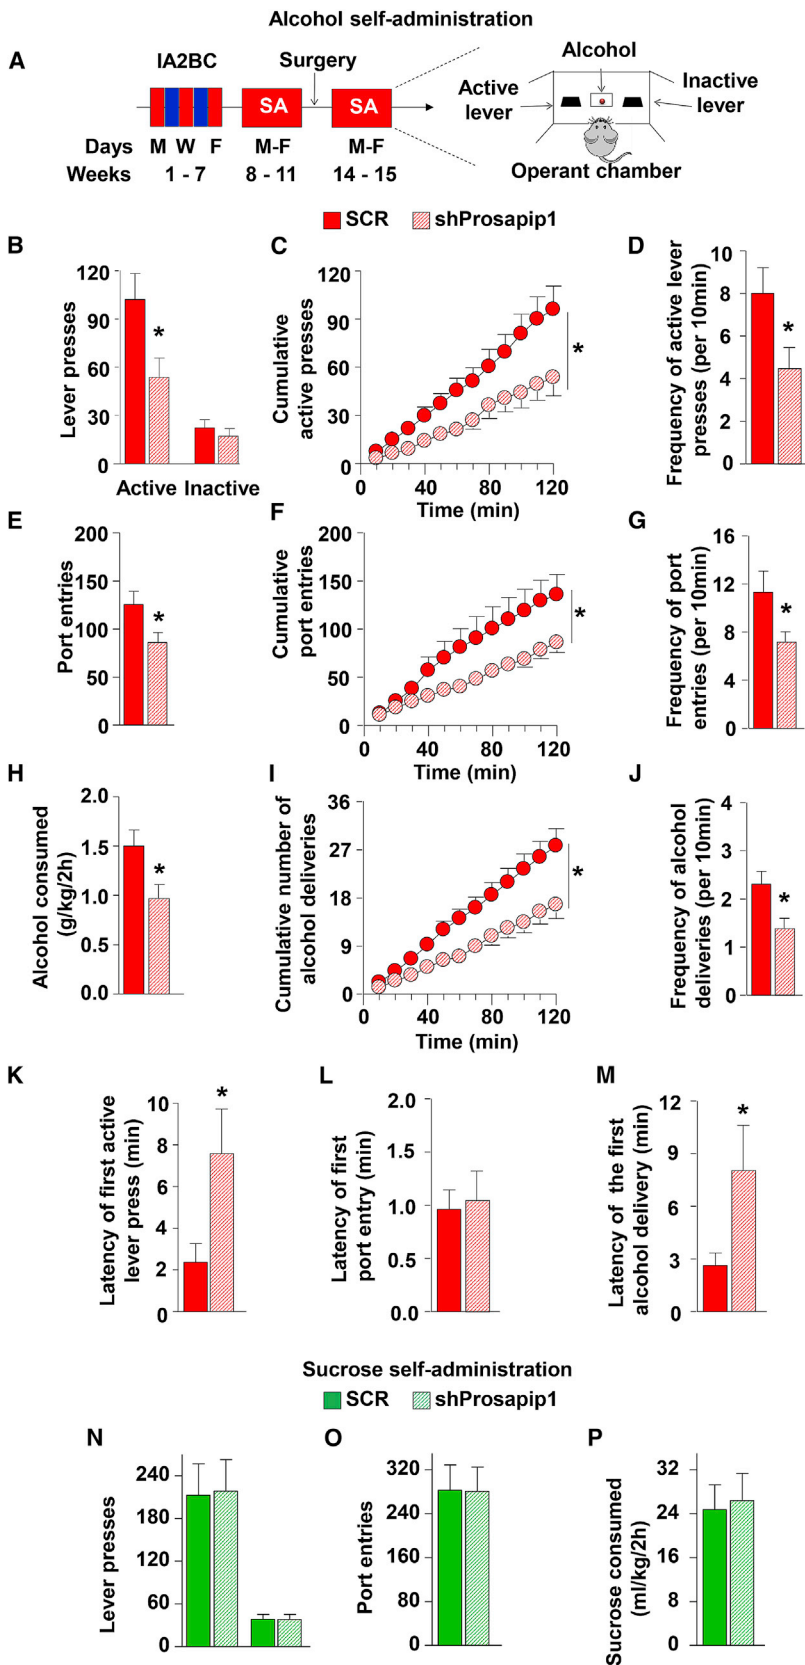 Alcohol self-administration
A
IA2BC
Surgery
SA
SA
Days M W F M-F M-F
Weeks 1 - 7 8 - 11 14 - 15
Alcohol
Active
lever
Inactive
lever
Operant chamber
SCR shProsapip1
B
Lever presses
120
90
60
30
0
*
Active Inactive
C
Cumulative
active presses
120
90
60
30
0
*
0 40 80 120
Time (min)
D
Frequency of active lever
presses (per 10min)
10
8
6
4
2
0
*
E
Port entries
200
150
100
50
0
*
F
Cumulative
port entries
200
150
100
50
0
*
0 40 80 120
Time (min)
G
Frequency of port
entries (per 10min)
16
12
8
4
0
*
H
Alcohol consumed
(g/kg/2h)
2.0
1.5
1.0
0.5
0.0
*
I
Cumulative number of
alcohol deliveries
36
27
18
9
0
*
0 40 80 120
Time (min)
J
Frequency of alcohol
deliveries (per 10min)
4
3
2
1
0
*
K
Latency of first active
lever press (min)
10
8
6
4
2
0
*
L
Latency of first
port entry (min)
2.0
1.5
1.0
0.5
0.0
M
Latency of the first
alcohol delivery (min)
12
9
6
3
0
*
Sucrose self-administration
SCR shProsapip1
N
Lever presses
240
180
120
60
0
O
Port entries
320
240
160
80
0
P
Sucrose consumed
(ml/kg/2h)
32
24
16
8
0